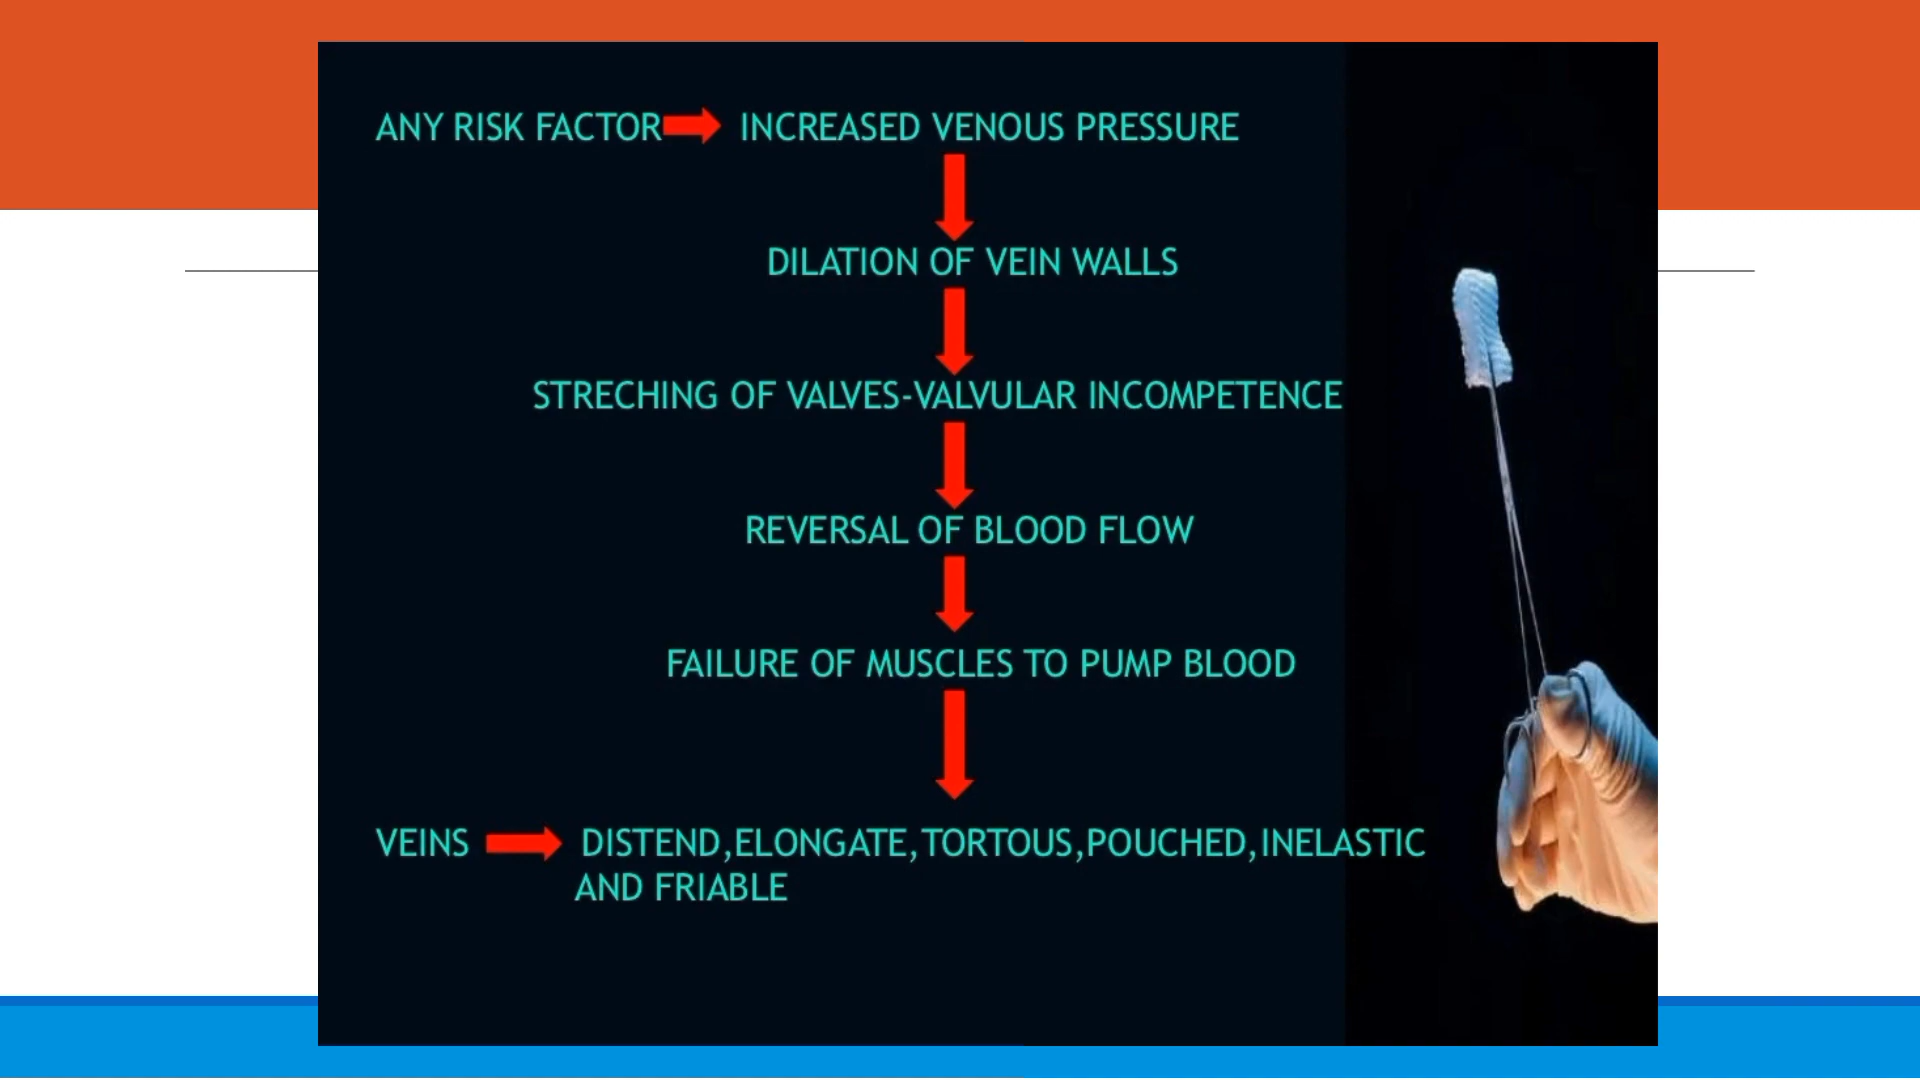 ANY RISK FACTOR INCREASED VENOUS PRESSURE
DILATION OF VEIN WALLS
STRECHING OF VALVES-VALVULAR INCOMPETENCE
REVERSAL OF BLOOD FLOW
FAILURE OF MUSCLES TO PUMP BLOOD
VEINS DISTEND,ELONGATE,TORTOUS,POUCHED,INELASTIC
AND FRIABLE